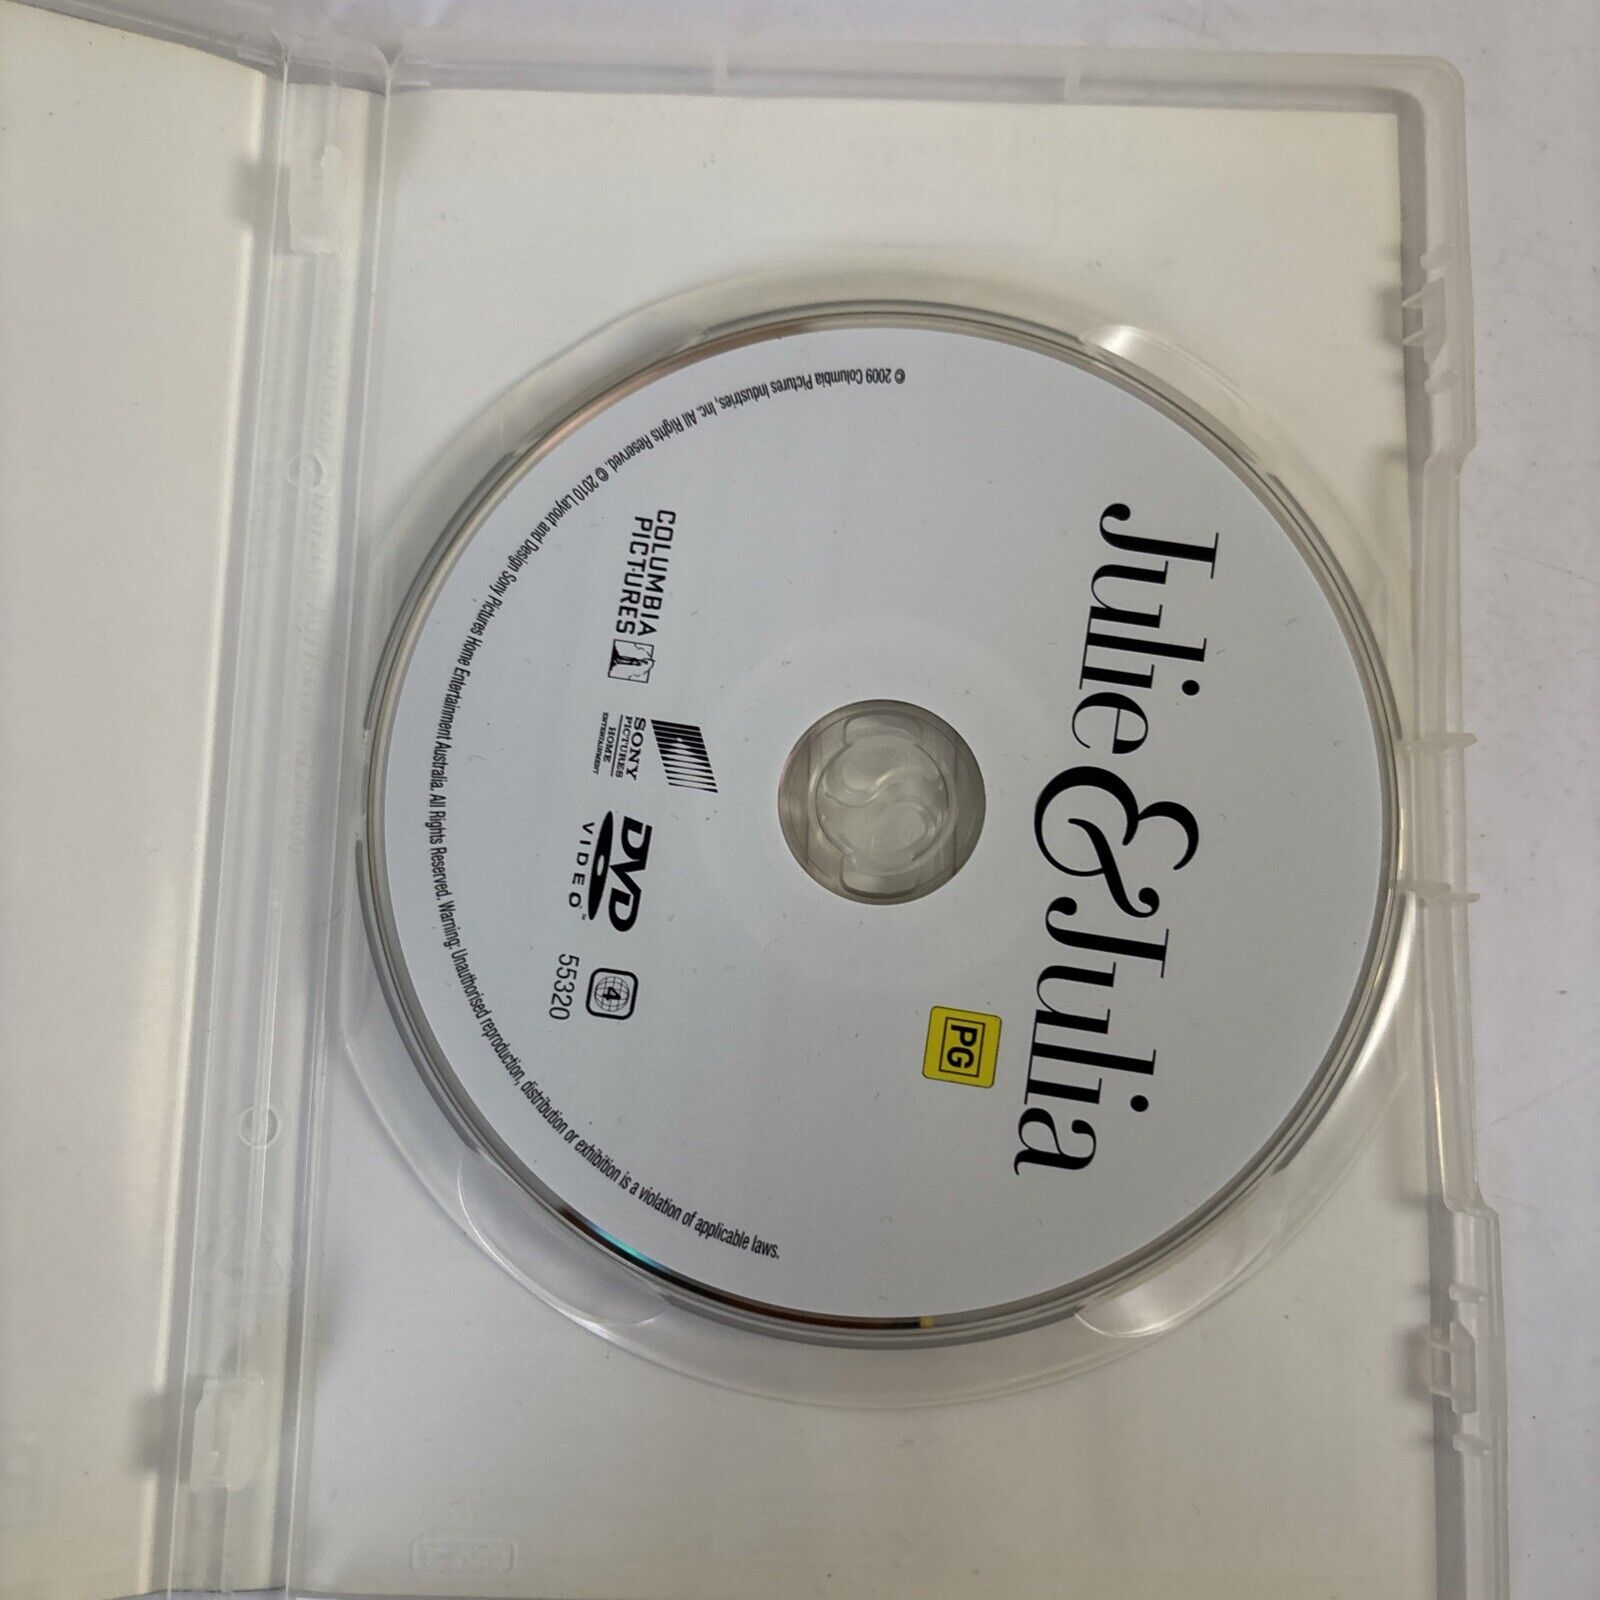 Julie & Julia
PG
COLUMBIA
PICTURES
SONY
PICTURES
HOME
ENTERTAINMENT
DVD
VIDEO™
4
55320
© 2009 Columbia Pictures Industries, Inc. All Rights Reserved. © 2010 Layout and Design Sony Pictures Home Entertainment Australia. All Rights Reserved. Warning: Unauthorised reproduction, distribution or exhibition is a violation of applicable laws.